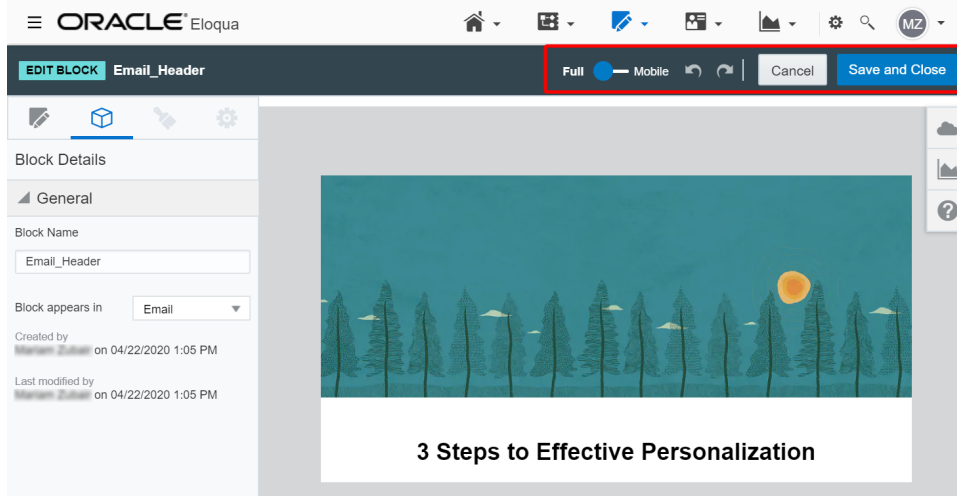 ORACLE Eloqua
MZ
EDIT BLOCK Email_Header
Full Mobile Cancel Save and Close
Block Details
General
Block Name
Email_Header
Block appears in Email
Created by
on 04/22/2020 1:05 PM
Last modified by
on 04/22/2020 1:05 PM
3 Steps to Effective Personalization